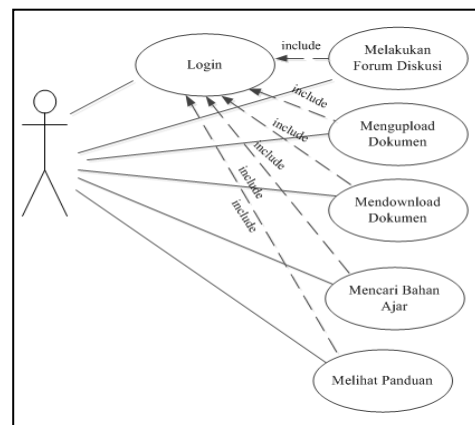 Login
include
Melakukan
Forum Diskusi
include
Mengupload
Dokumen
include
Mendownload
Dokumen
include
Mencari Bahan
Ajar
include
include
Melihat Panduan